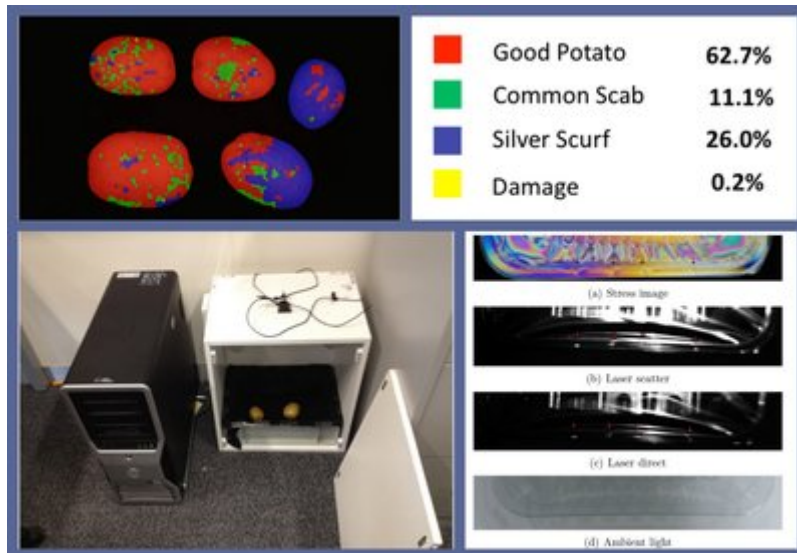 Good Potato 62.7%
Common Scab 11.1%
Silver Scurf 26.0%
Damage 0.2%
(a) Stress image
(b) Laser scatter
(c) Laser direct
(d) Ambient light